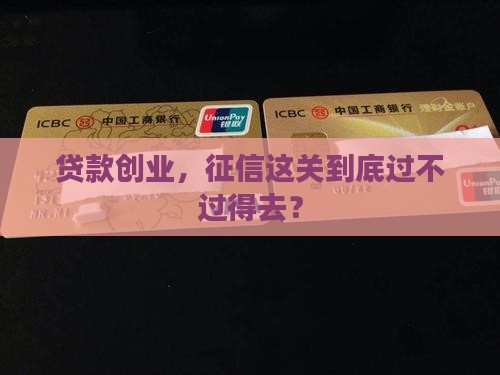 ICBC 中国工商银行
UnionPay
银联
ICBC 中国工商银行 理财金账户
UnionPay
贷款创业，征信这关到底过不
过得去？